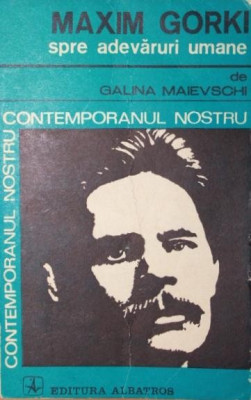 MAXIM GORKI
spre adevăruri umane
de
GALINA MAIEVSCHI
CONTEMPORANUL NOSTRU
CONTEMPORANUL NOSTRU
EDITURA ALBATROS